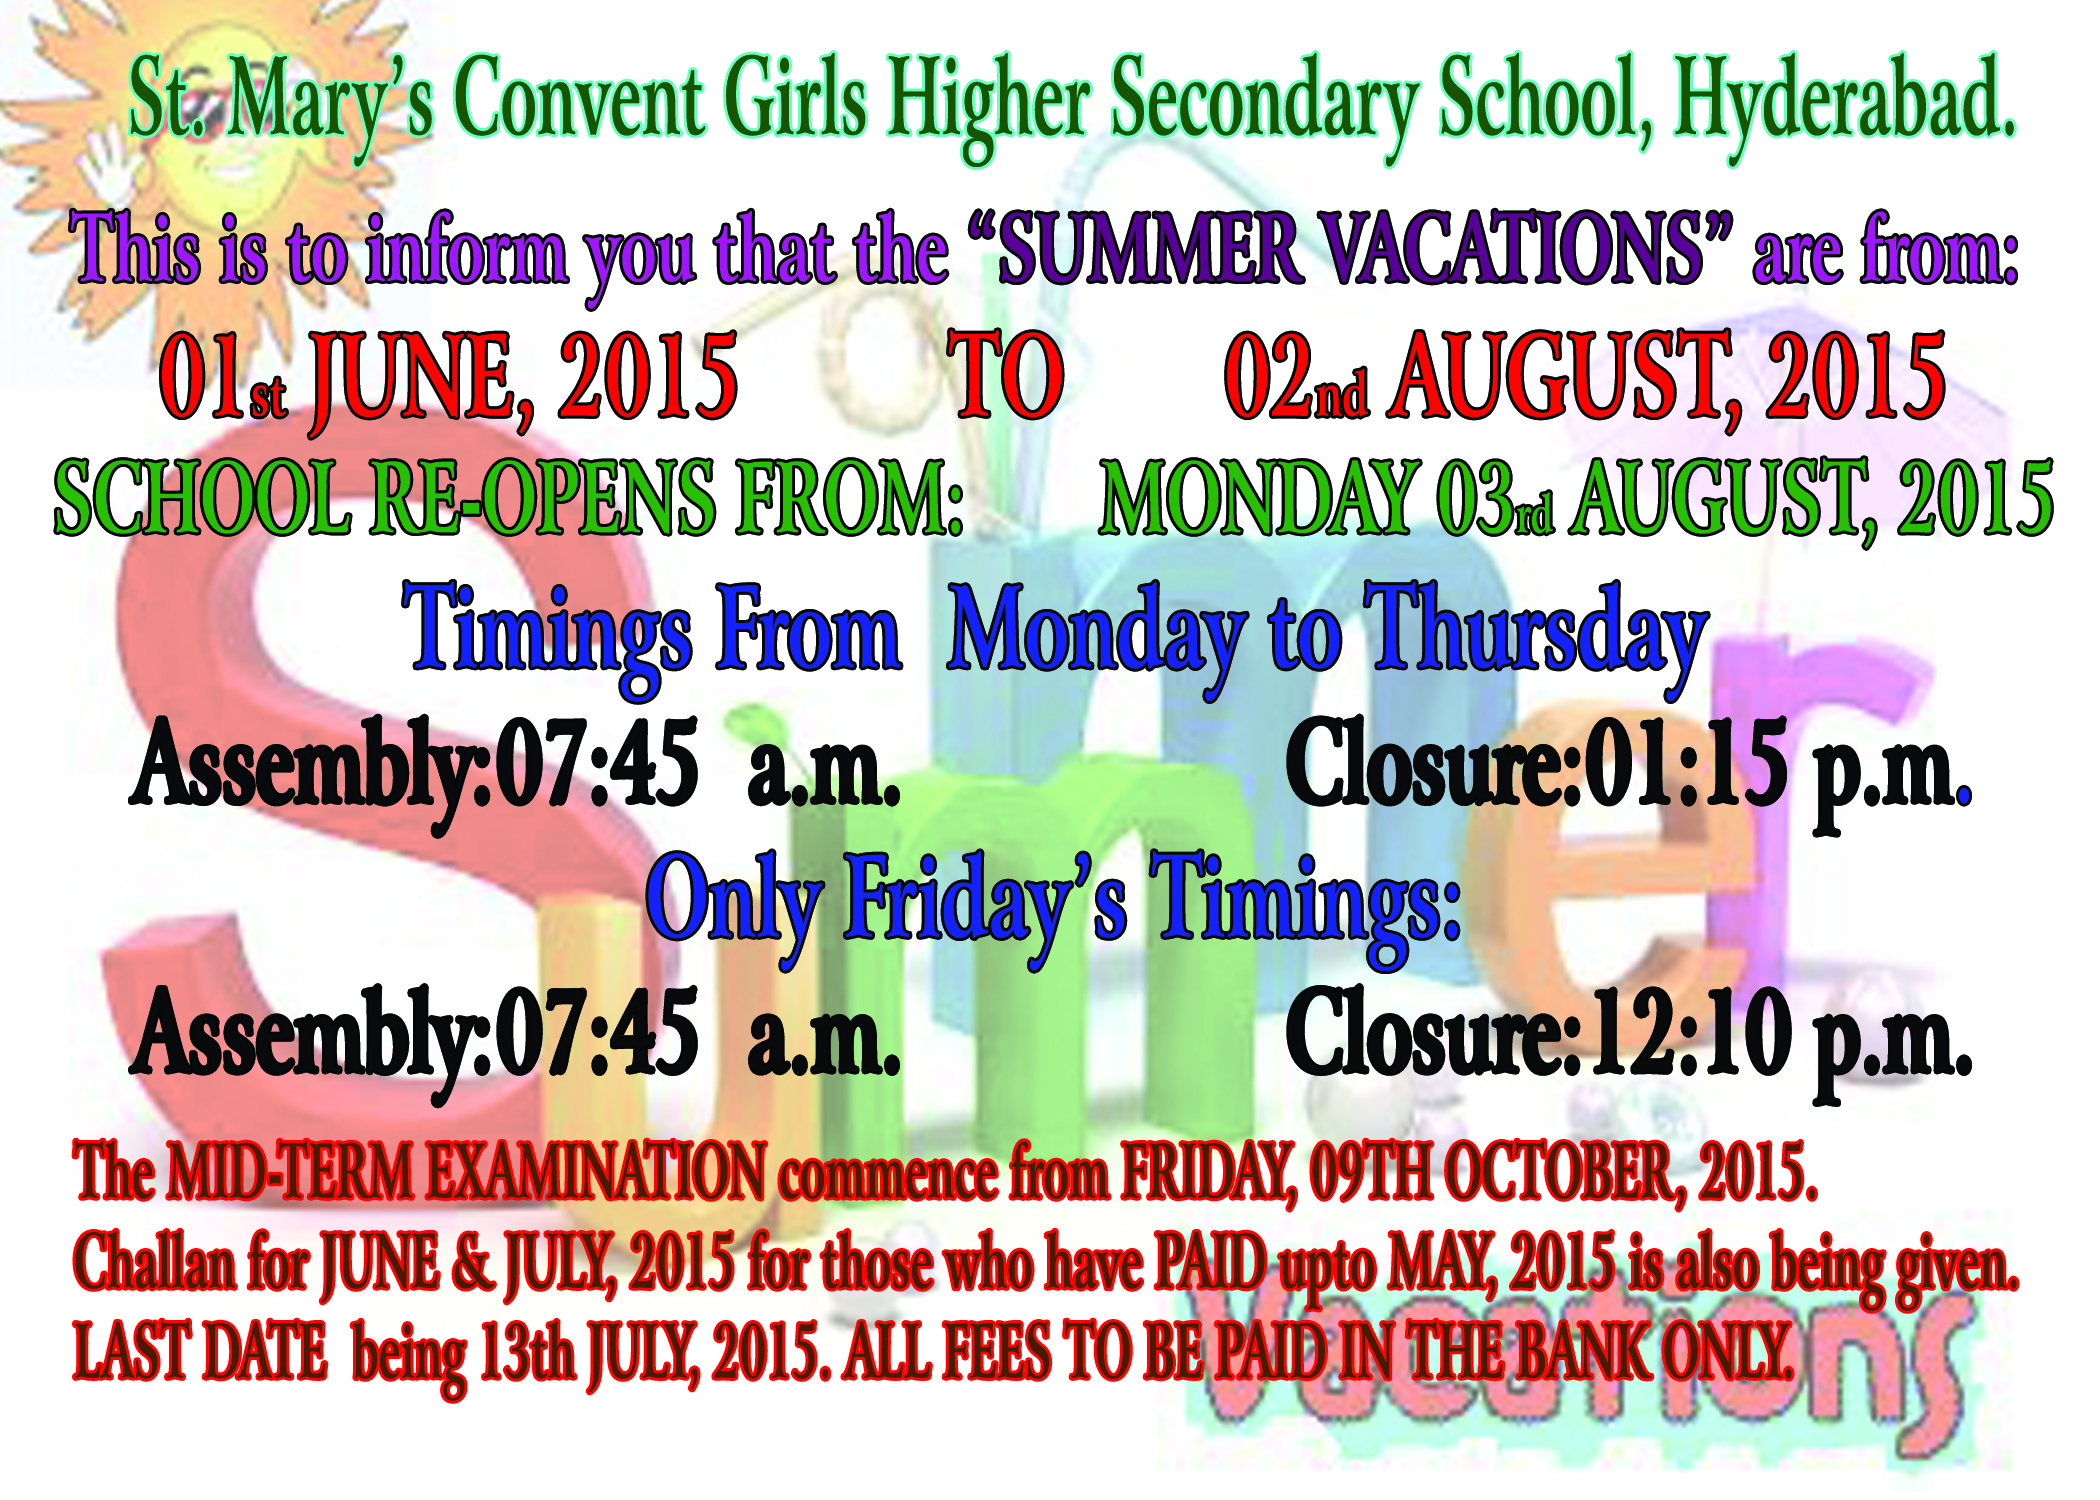 St. Mary’s Convent Girls Higher Secondary School, Hyderabad.
This is to inform you that the “SUMMER VACATIONS” are from:
01st JUNE, 2015 TO 02nd AUGUST, 2015
SCHOOL RE-OPENS FROM: MONDAY 03rd AUGUST, 2015
Timings From Monday to Thursday
Assembly:07:45 a.m. Closure:01:15 p.m.
Only Friday’s Timings:
Assembly:07:45 a.m. Closure:12:10 p.m.
The MID-TERM EXAMINATION commence from FRIDAY, 09TH OCTOBER, 2015.
Challan for JUNE & JULY, 2015 for those who have PAID upto MAY, 2015 is also being given.
LAST DATE being 13th JULY, 2015. ALL FEES TO BE PAID IN THE BANK ONLY.
Summer
Vacations